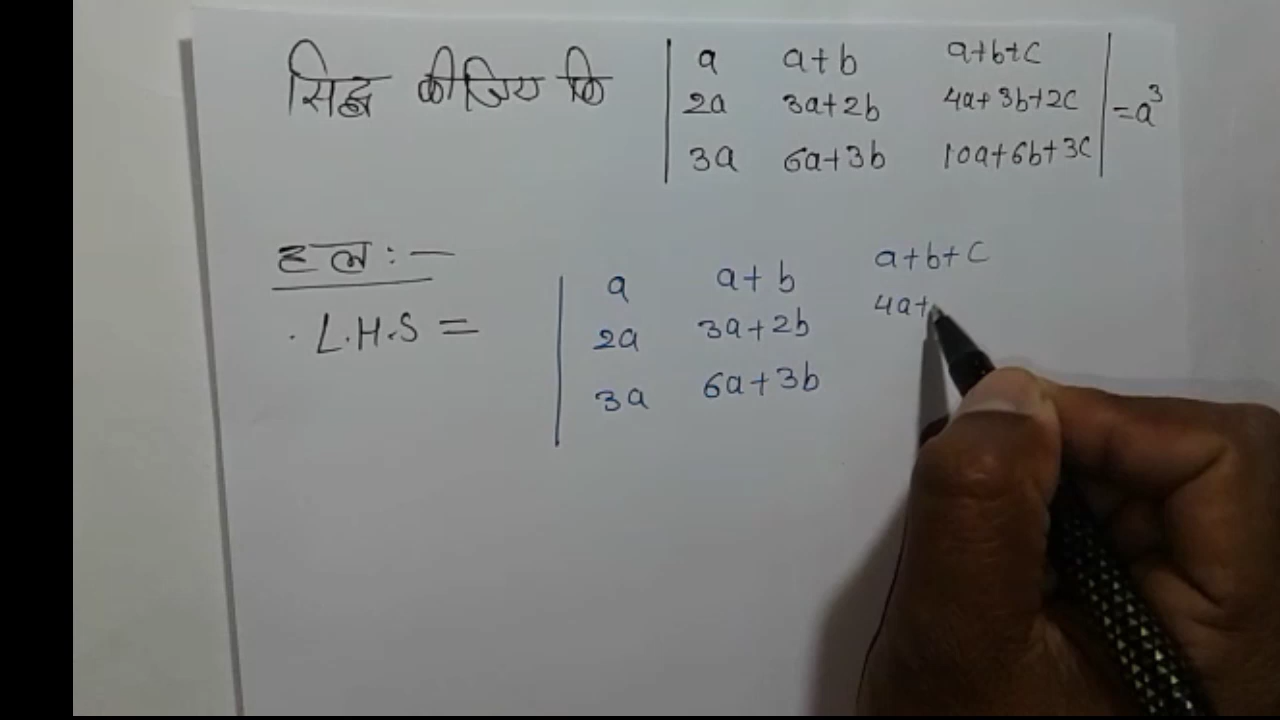 सिद्ध कीजिए कि | a a+b a+b+c |
| 2a 3a+2b 4a+3b+2c | = a³
| 3a 6a+3b 10a+6b+3c |
हल :-
L.H.S = | a a+b a+b+c
2a 3a+2b 4a+
3a 6a+3b